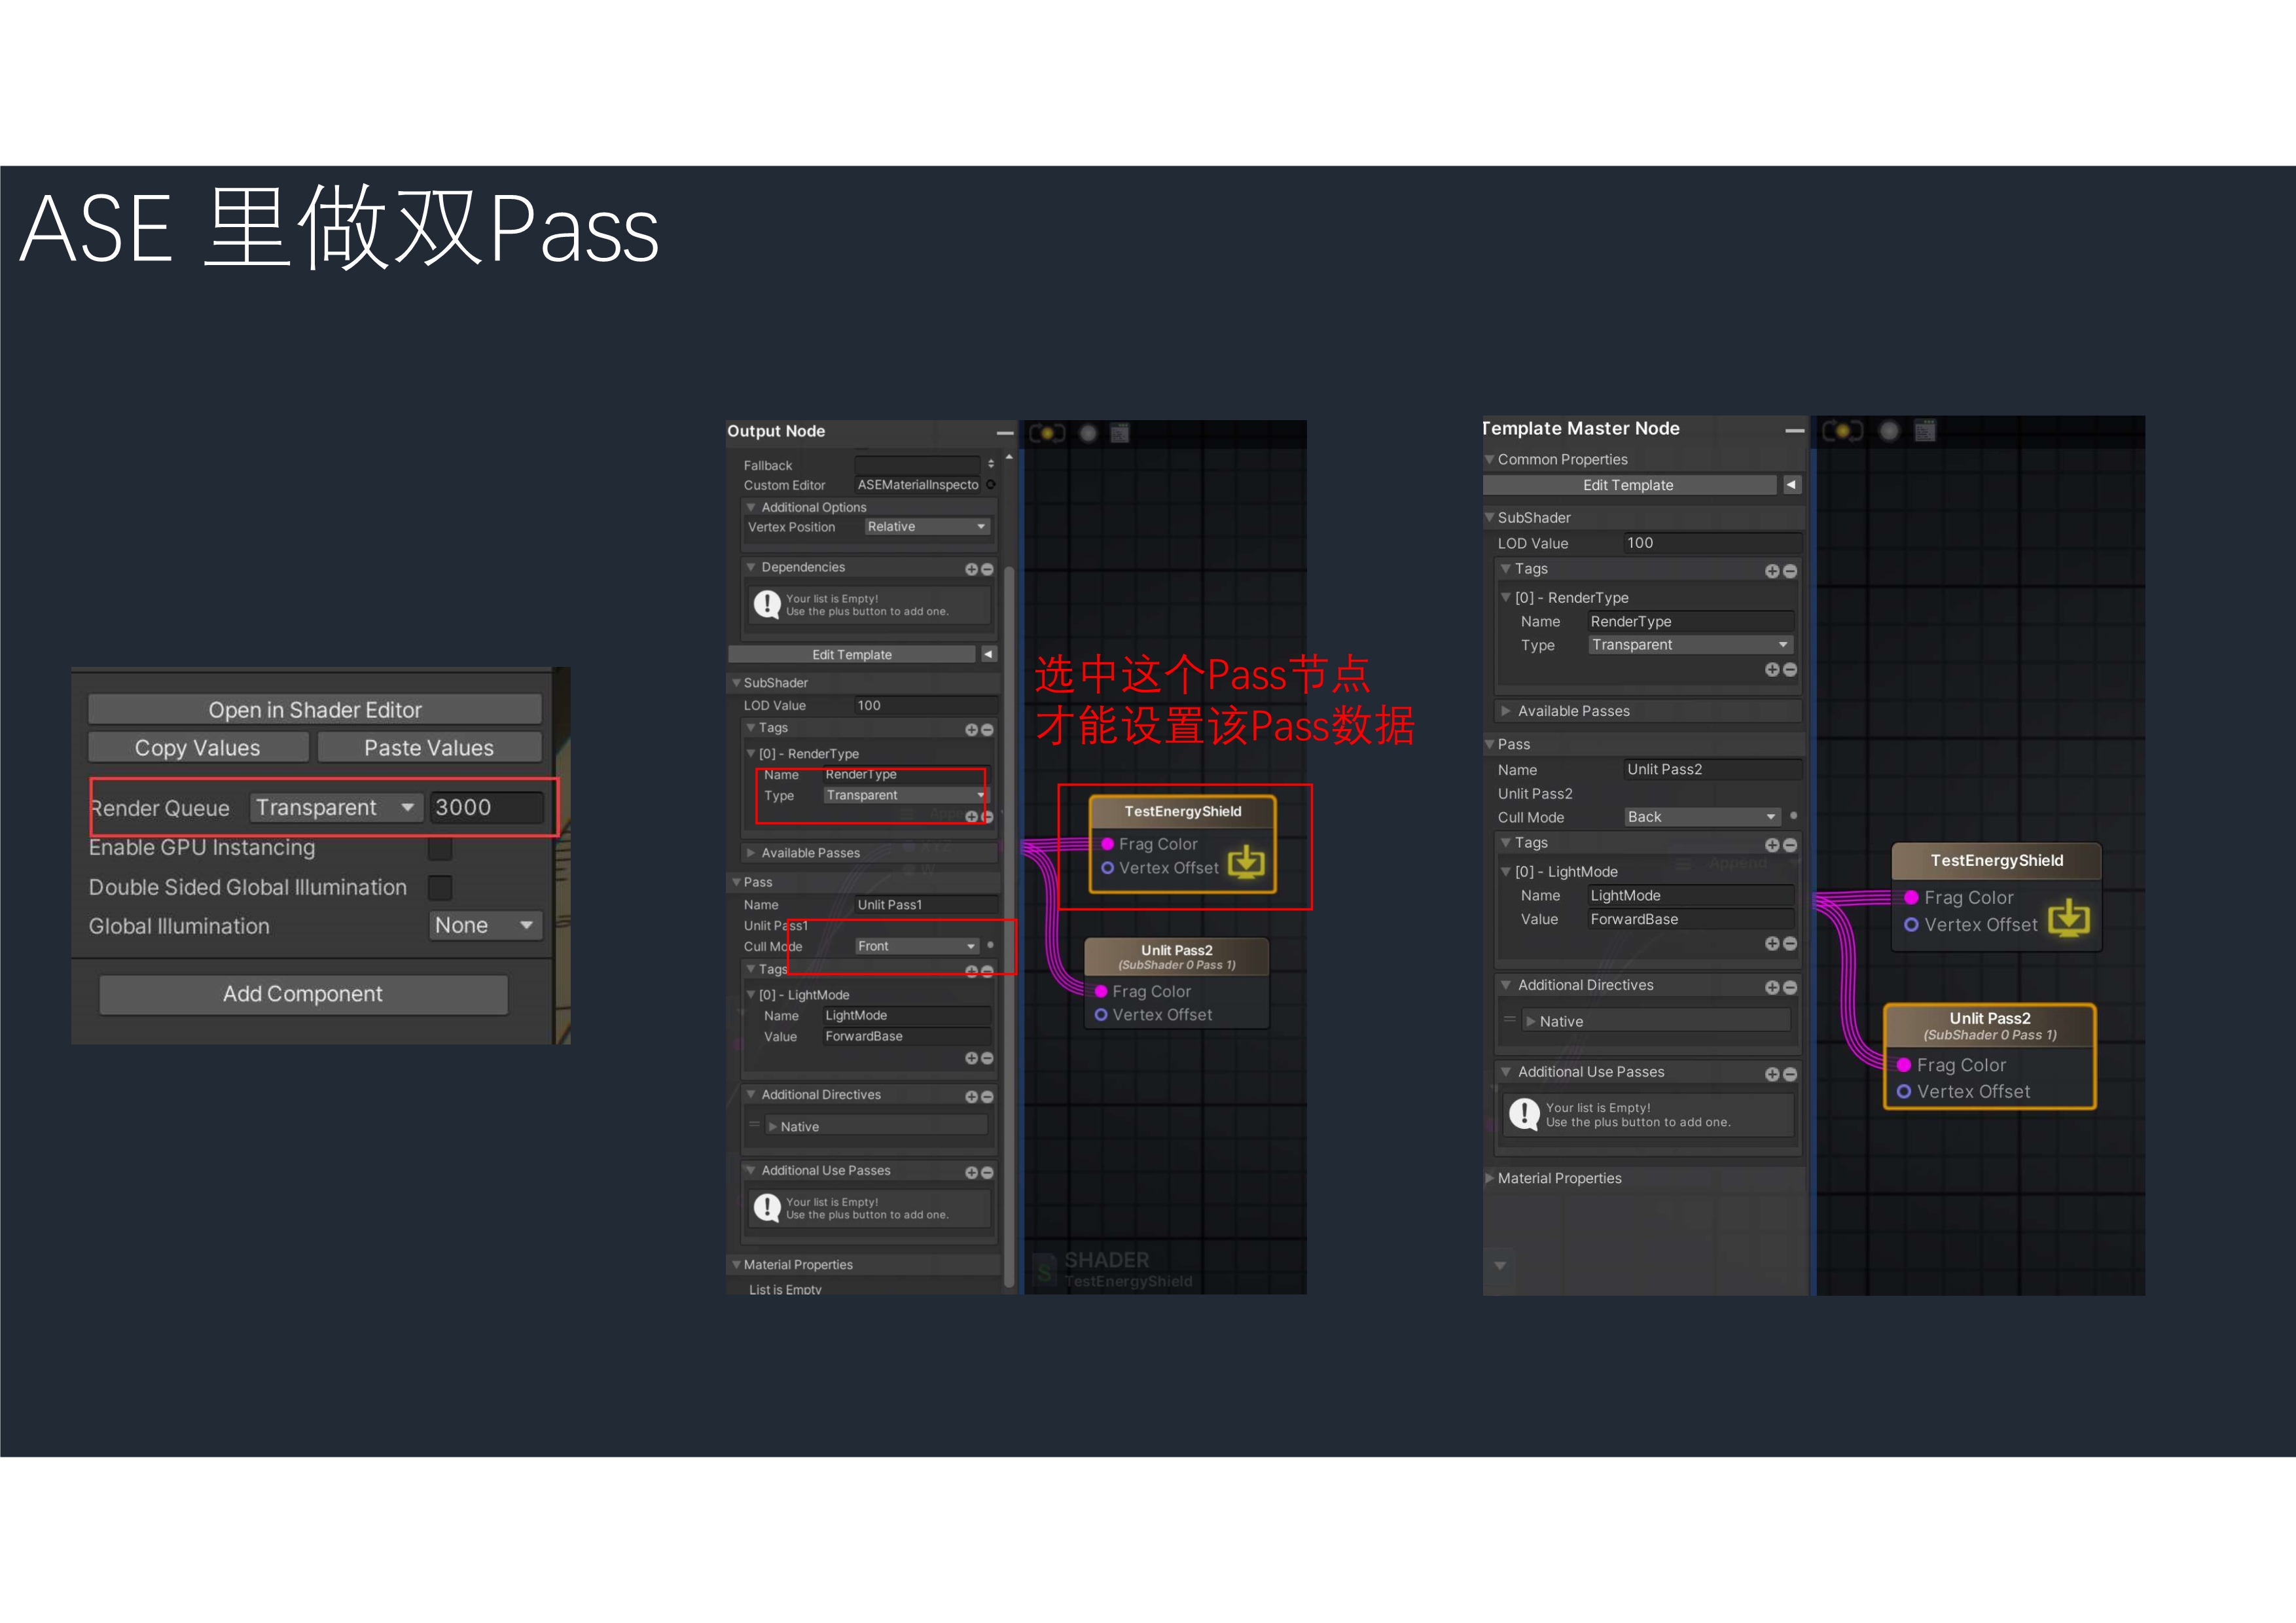 ASE 里做双Pass
Open in Shader Editor
Copy Values
Paste Values
Render Queue Transparent 3000
Enable GPU Instancing
Double Sided Global Illumination
Global Illumination None
Add Component
Output Node
Fallback
Custom Editor ASEMaterialInspecto
Additional Options
Vertex Position Relative
Dependencies
Your list is Empty!
Use the plus button to add one.
Edit Template
SubShader
LOD Value 100
Tags
[0] - RenderType
Name RenderType
Type Transparent
Available Passes
Pass
Name Unlit Pass1
Unlit Pass1
Cull Mode Front
Tags
[0] - LightMode
Name LightMode
Value ForwardBase
Additional Directives
Native
Additional Use Passes
Your list is Empty!
Use the plus button to add one.
Material Properties
List is Empty
选中这个Pass节点
才能设置该Pass数据
TestEnergyShield
Frag Color
Vertex Offset
Unlit Pass2
(SubShader 0 Pass 1)
Frag Color
Vertex Offset
SHADER
TestEnergyShield
Template Master Node
Common Properties
Edit Template
SubShader
LOD Value 100
Tags
[0] - RenderType
Name RenderType
Type Transparent
Available Passes
Pass
Name Unlit Pass2
Unlit Pass2
Cull Mode Back
Tags
Append
[0] - LightMode
Name LightMode
Value ForwardBase
Additional Directives
Native
Additional Use Passes
Your list is Empty!
Use the plus button to add one.
Material Properties
TestEnergyShield
Frag Color
Vertex Offset
Unlit Pass2
(SubShader 0 Pass 1)
Frag Color
Vertex Offset